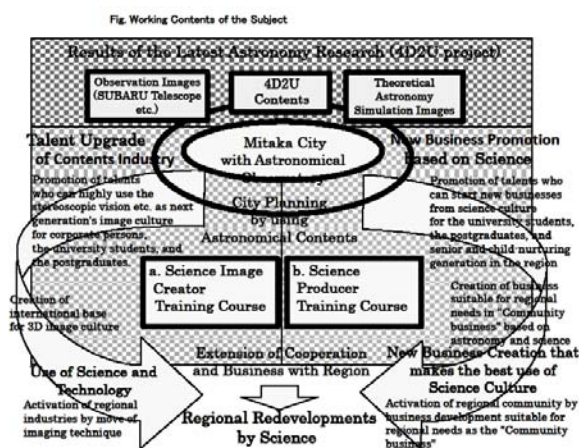 Fig. Working Contents of the Subject
Results of the Latest Astronomy Research (4D2U project)
Observation Images
(SUBARU Telescope
etc.)
4D2U
Contents
Theoretical
Astronomy
Simulation Images
Talent Upgrade
of Contents Industry
Mitaka City
with Astronomical
Observatory
New Business Promotion
based on Science
Promotion of talents
who can highly use the
stereoscopic vision etc. as next
generation's image culture
for corporate persons,
the university students, and
the postgraduates.
City Planning
by using
Astronomical Contents
Promotion of talents who
can start new businesses
from science culture
for the university students,
the postgraduates, and
senior and child-nurturing
generation in the region
a. Science Image
Creator
Training Course
b. Science
Producer
Training Course
Creation of
international base
for 3D image culture
Creation of business
suitable for regional
needs in "Community
business" based on
astronomy and science
Extension of Cooperation
and Business with Region
Use of Science and
Technology
Activation of regional
industries by move of
imaging technique
New Business Creation that
makes the best use of
Science Culture
Activation of regional community by
business development suitable for
regional needs as the "Community
business"
Regional Redevelopments
by Science